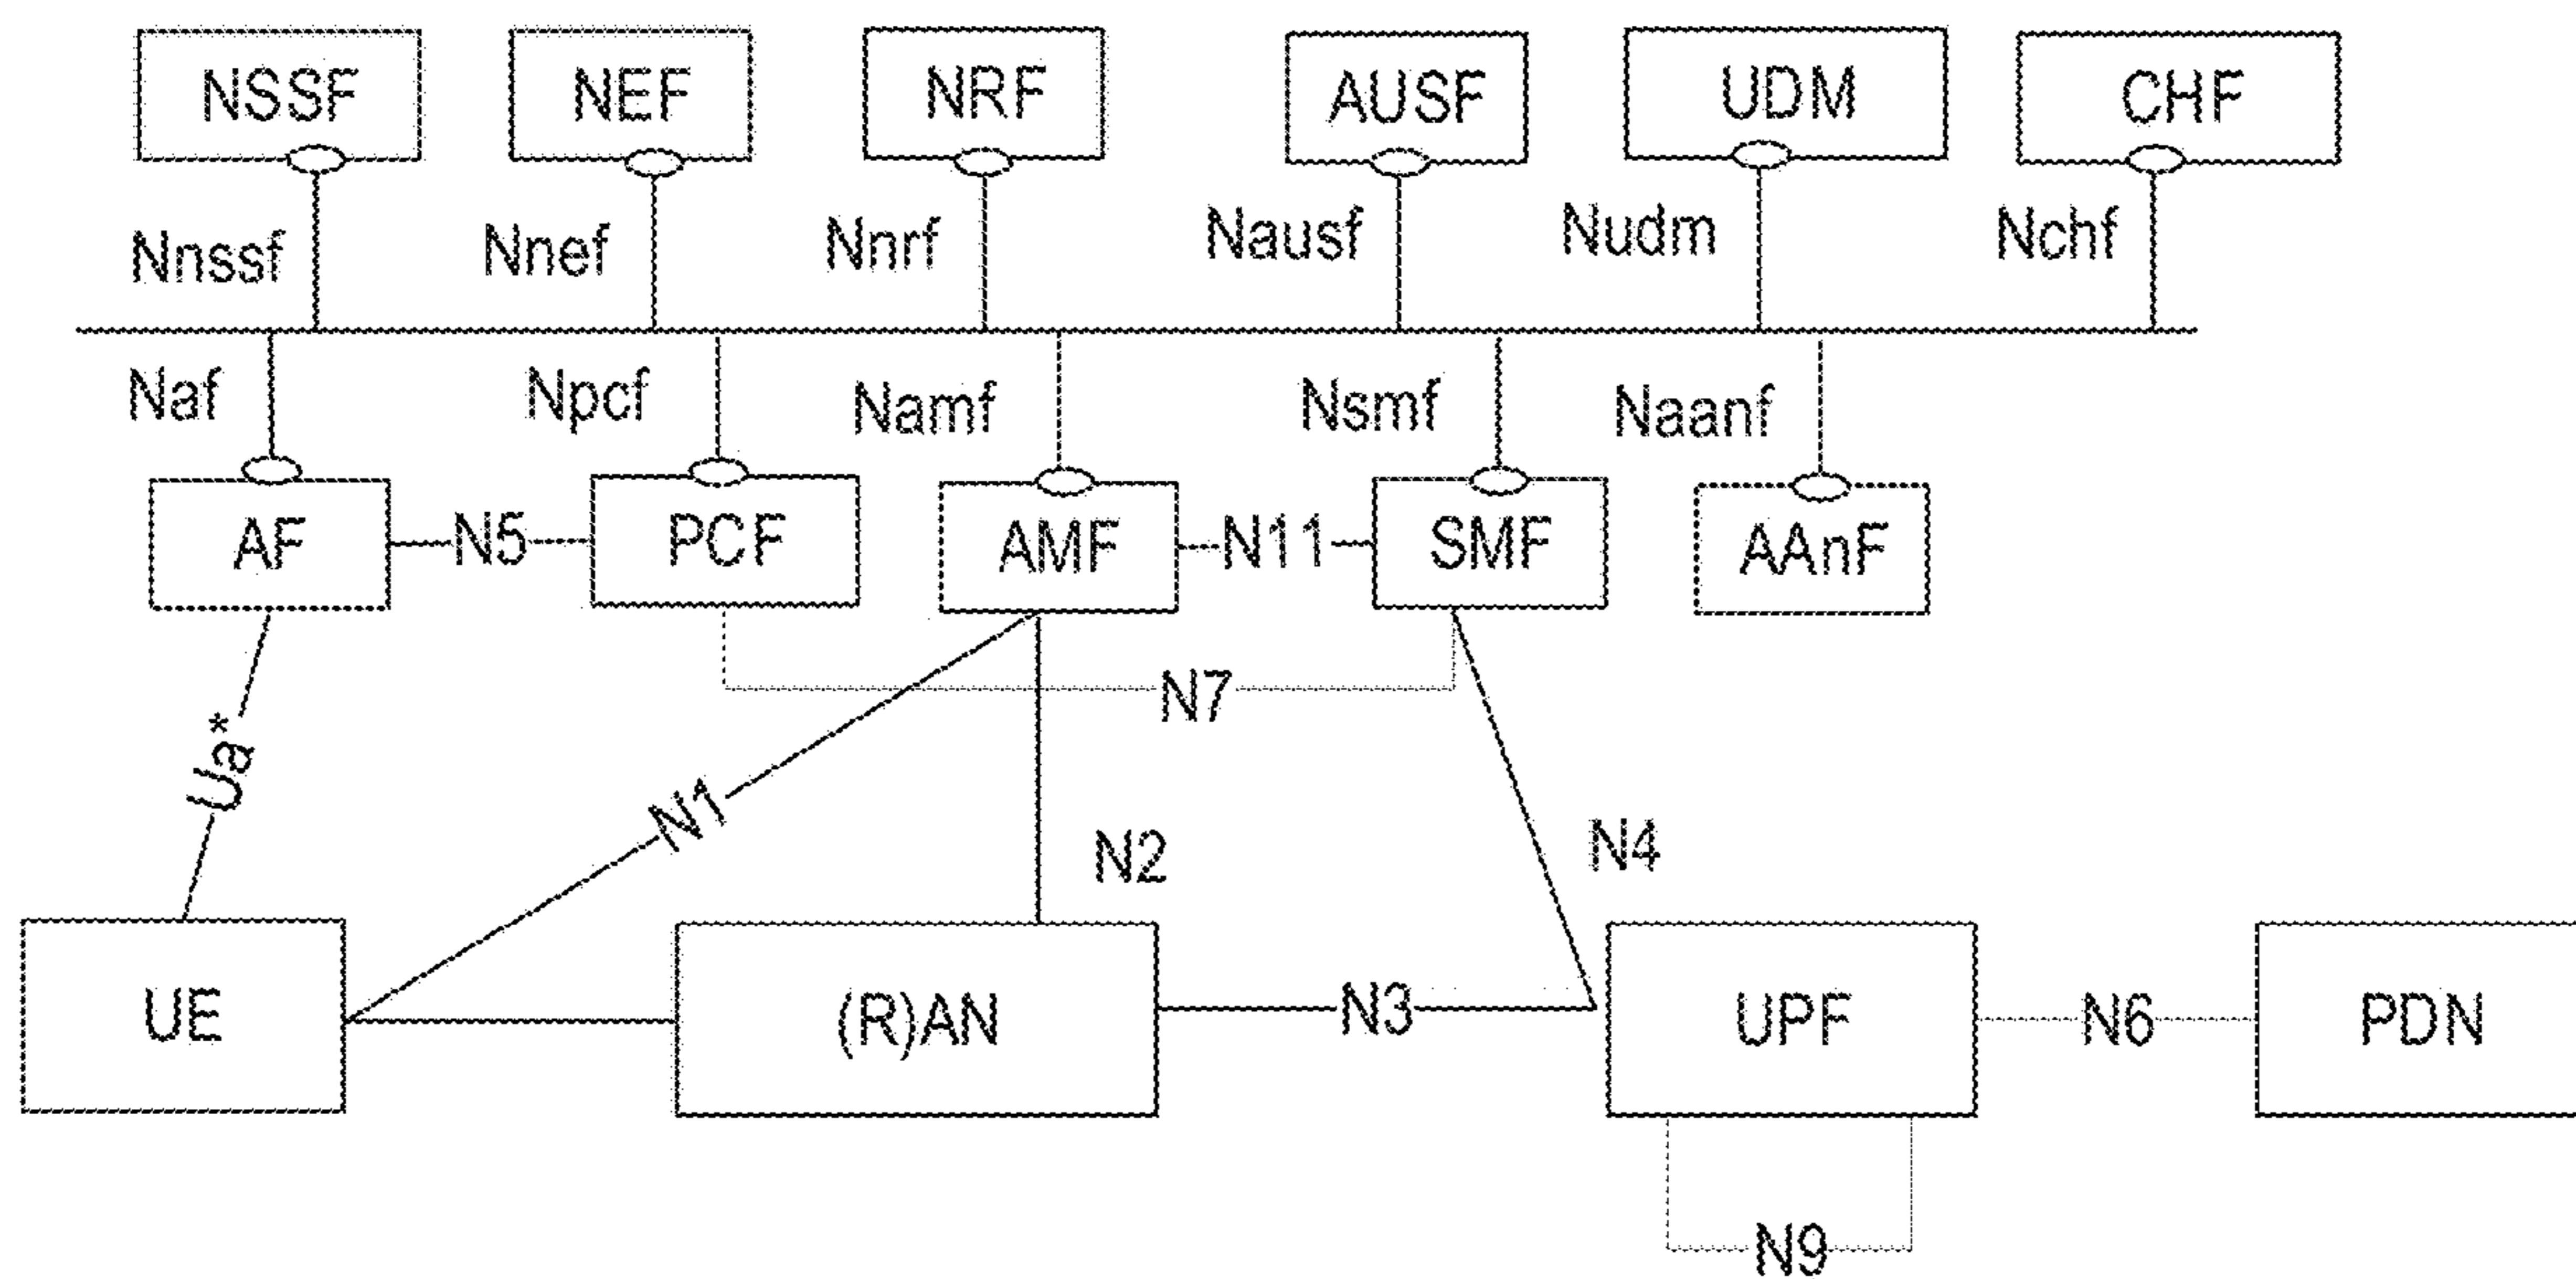 NSSF NEF NRF AUSF UDM CHF
Nnssf Nnef Nnrf Nausf Nudm Nchf
Naf Npcf Namf Nsmf Naanf
AF N5 PCF AMF N11 SMF AAnF
N7
Ua*
N1
N2 N4
UE (R)AN N3 UPF N6 PDN
N9